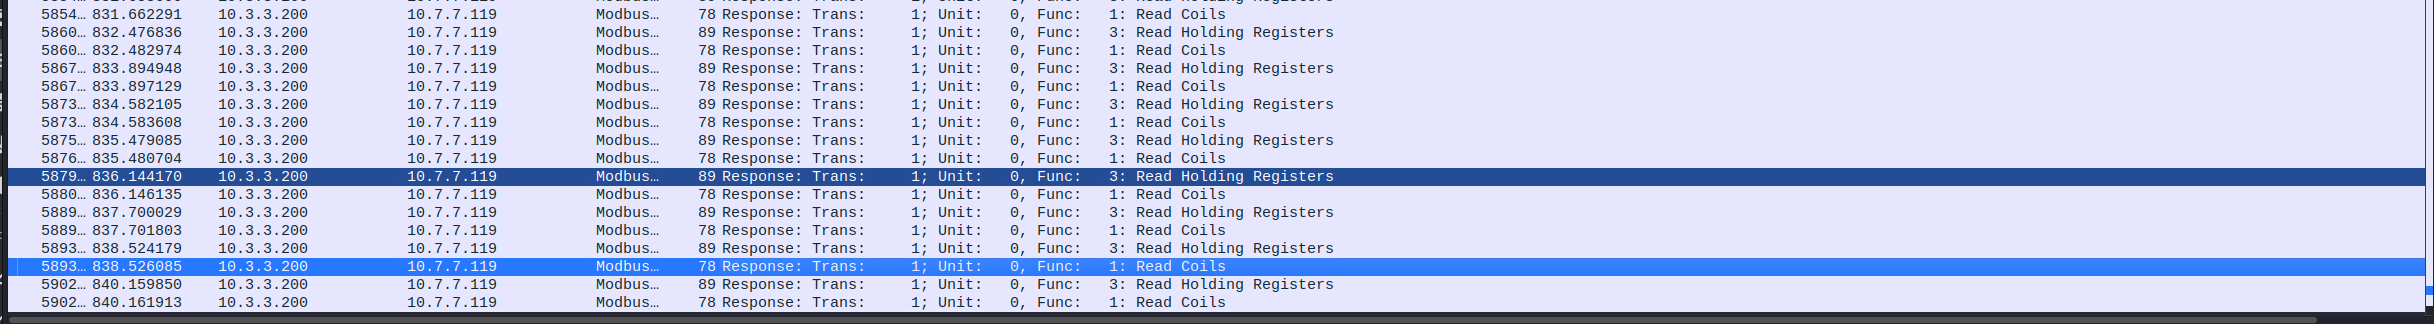 5854… 831.662291 10.3.3.200 10.7.7.119 Modbus… 78 Response: Trans: 1; Unit: 0, Func: 1: Read Coils
5860… 832.476836 10.3.3.200 10.7.7.119 Modbus… 89 Response: Trans: 1; Unit: 0, Func: 3: Read Holding Registers
5860… 832.482974 10.3.3.200 10.7.7.119 Modbus… 78 Response: Trans: 1; Unit: 0, Func: 1: Read Coils
5867… 833.894948 10.3.3.200 10.7.7.119 Modbus… 89 Response: Trans: 1; Unit: 0, Func: 3: Read Holding Registers
5867… 833.897129 10.3.3.200 10.7.7.119 Modbus… 78 Response: Trans: 1; Unit: 0, Func: 1: Read Coils
5873… 834.582105 10.3.3.200 10.7.7.119 Modbus… 89 Response: Trans: 1; Unit: 0, Func: 3: Read Holding Registers
5873… 834.583608 10.3.3.200 10.7.7.119 Modbus… 78 Response: Trans: 1; Unit: 0, Func: 1: Read Coils
5875… 835.479085 10.3.3.200 10.7.7.119 Modbus… 89 Response: Trans: 1; Unit: 0, Func: 3: Read Holding Registers
5876… 835.480704 10.3.3.200 10.7.7.119 Modbus… 78 Response: Trans: 1; Unit: 0, Func: 1: Read Coils
5879… 836.144170 10.3.3.200 10.7.7.119 Modbus… 89 Response: Trans: 1; Unit: 0, Func: 3: Read Holding Registers
5880… 836.146135 10.3.3.200 10.7.7.119 Modbus… 78 Response: Trans: 1; Unit: 0, Func: 1: Read Coils
5889… 837.700029 10.3.3.200 10.7.7.119 Modbus… 89 Response: Trans: 1; Unit: 0, Func: 3: Read Holding Registers
5889… 837.701803 10.3.3.200 10.7.7.119 Modbus… 78 Response: Trans: 1; Unit: 0, Func: 1: Read Coils
5893… 838.524179 10.3.3.200 10.7.7.119 Modbus… 89 Response: Trans: 1; Unit: 0, Func: 3: Read Holding Registers
5893… 838.526085 10.3.3.200 10.7.7.119 Modbus… 78 Response: Trans: 1; Unit: 0, Func: 1: Read Coils
5902… 840.159850 10.3.3.200 10.7.7.119 Modbus… 89 Response: Trans: 1; Unit: 0, Func: 3: Read Holding Registers
5902… 840.161913 10.3.3.200 10.7.7.119 Modbus… 78 Response: Trans: 1; Unit: 0, Func: 1: Read Coils